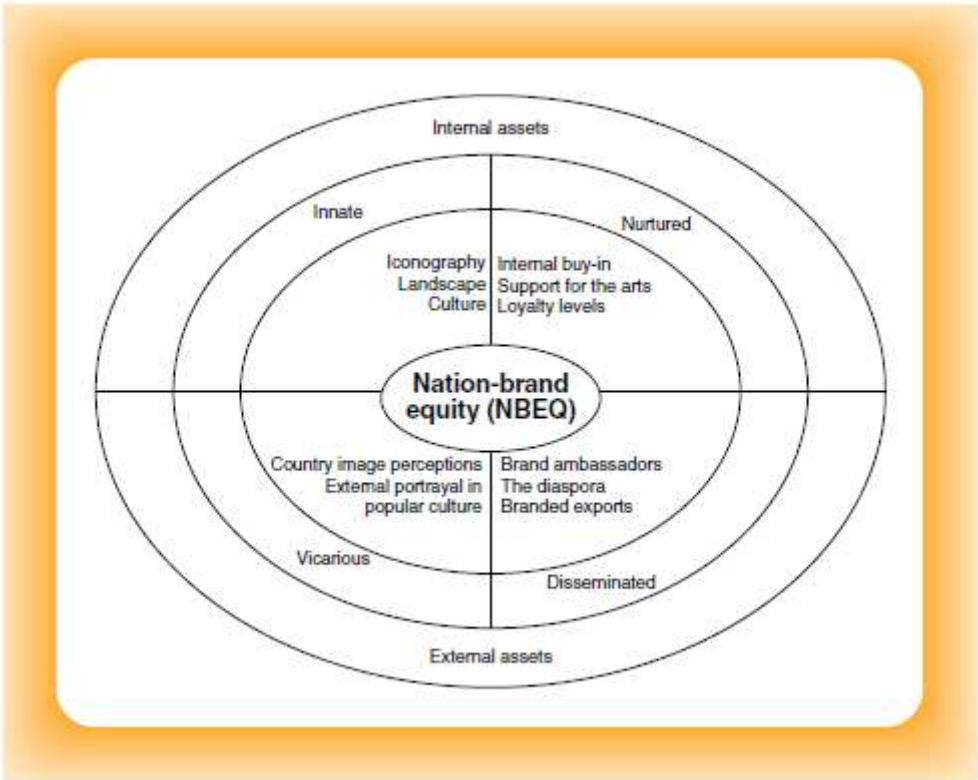 Internal assets
Innate
Nurtured
Iconography
Landscape
Culture
Internal buy-in
Support for the arts
Loyalty levels
Nation-brand
equity (NBEQ)
Country image perceptions
External portrayal in
popular culture
Brand ambassadors
The diaspora
Branded exports
Vicarious
Disseminated
External assets